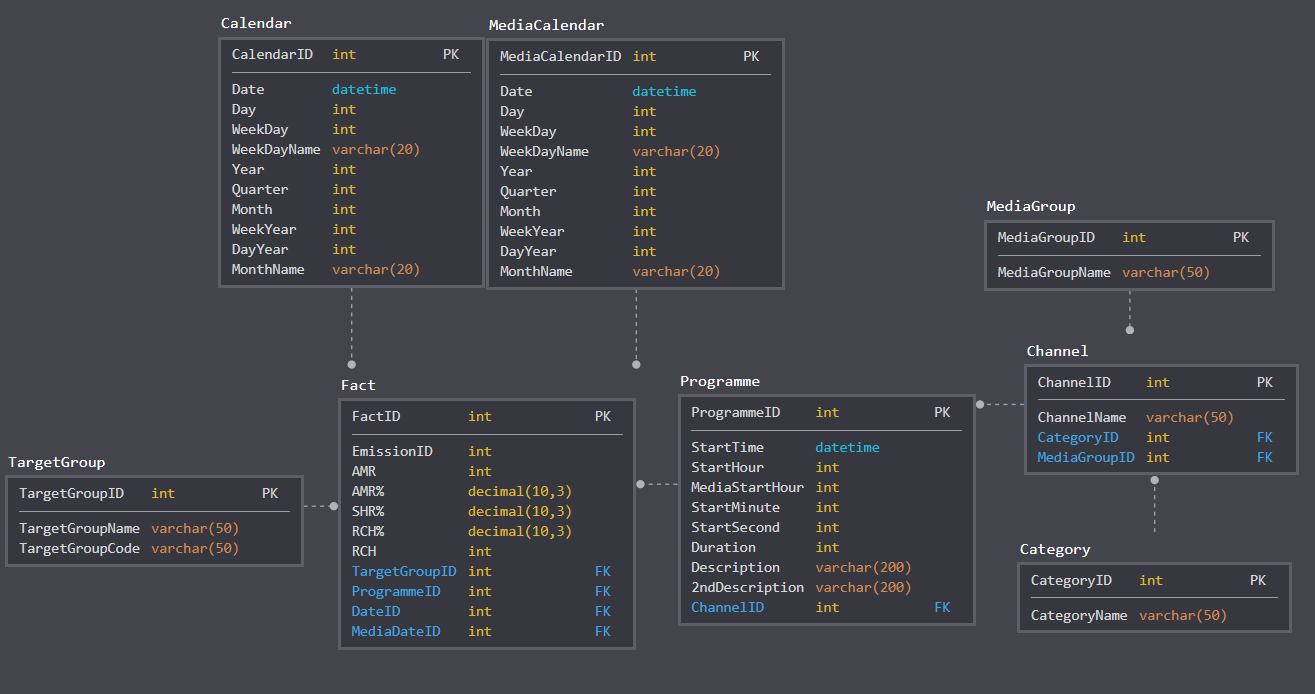 Calendar
CalendarID int PK
Date datetime
Day int
WeekDay int
WeekDayName varchar(20)
Year int
Quarter int
Month int
WeekYear int
DayYear int
MonthName varchar(20)
MediaCalendar
MediaCalendarID int PK
Date datetime
Day int
WeekDay int
WeekDayName varchar(20)
Year int
Quarter int
Month int
WeekYear int
DayYear int
MonthName varchar(20)
MediaGroup
MediaGroupID int PK
MediaGroupName varchar(50)
Channel
ChannelID int PK
ChannelName varchar(50)
CategoryID int FK
MediaGroupID int FK
Fact
FactID int PK
EmissionID int
AMR int
AMR% decimal(10,3)
SHR% decimal(10,3)
RCH% decimal(10,3)
RCH int
TargetGroupID int FK
ProgrammeID int FK
DateID int FK
MediaDateID int FK
Programme
ProgrammeID int PK
StartTime datetime
StartHour int
MediaStartHour int
StartMinute int
StartSecond int
Duration int
Description varchar(200)
2ndDescription varchar(200)
ChannelID int FK
TargetGroup
TargetGroupID int PK
TargetGroupName varchar(50)
TargetGroupCode varchar(50)
Category
CategoryID int PK
CategoryName varchar(50)